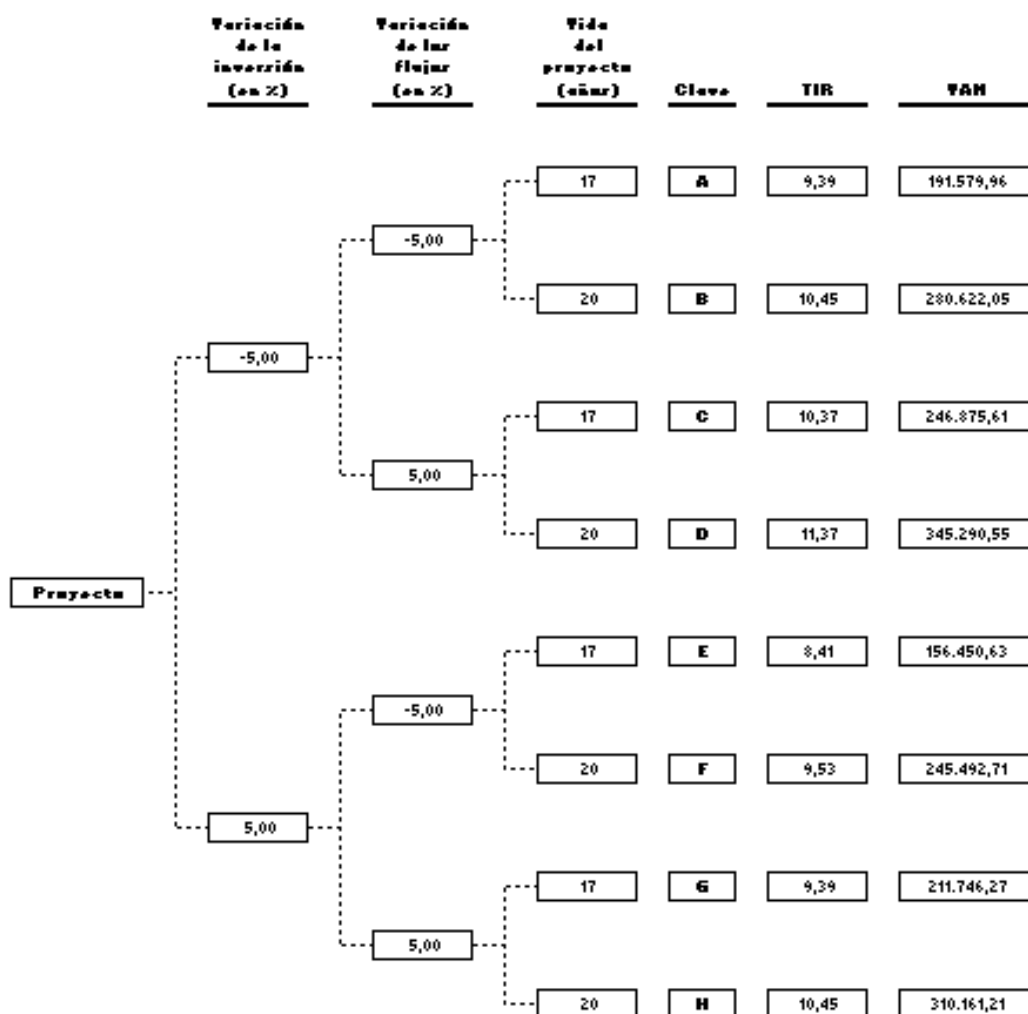 Variación de la inversión (en %)
Variación de los flujos (en %)
Vida del proyecto (años)
Clave
TIR
VAN
17
A
9,39
191.579,96
-5,00
20
B
10,45
280.622,05
-5,00
17
C
10,37
246.875,61
5,00
20
D
11,37
345.290,55
Proyecto
17
E
8,41
156.450,63
-5,00
20
F
9,53
245.492,71
5,00
17
G
9,39
211.746,27
5,00
20
H
10,45
310.161,21